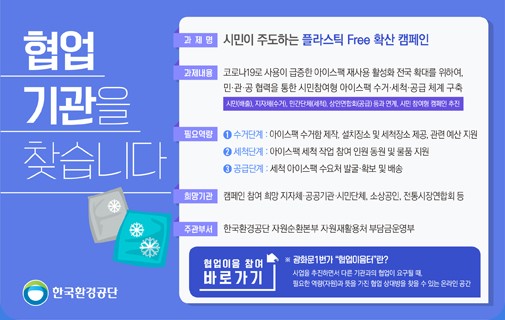 협업
기관을
찾습니다
과 제 명
시민이 주도하는 플라스틱 Free 확산 캠페인
과제내용
코로나19로 사용이 급증한 아이스팩 재사용 활성화 전국 확대를 위하여,
민·관·공 협력을 통한 시민참여형 아이스팩 수거·세척·공급 체계 구축
시민(배출), 지자체(수거), 민간단체(세척), 상인연합회(공급) 등과 연계, 시민 참여형 캠페인 추진
필요역량
1 수거단계 : 아이스팩 수거함 제작, 설치장소 및 세척장소 제공, 관련 예산 지원
2 세척단계 : 아이스팩 세척 작업 참여 인원 동원 및 물품 지원
3 공급단계 : 세척 아이스팩 수요처 발굴·확보 및 배송
희망기관
캠페인 참여 희망 지자체·공공기관·시민단체, 소상공인, 전통시장연합회 등
주관부서
한국환경공단 자원순환본부 자원재활용처 부담금운영부
협업이음 참여
바로가기
※ 광화문1번가 "협업이음터"란?
사업을 추진하면서 다른 기관과의 협업이 요구될 때,
필요한 역량(자원)과 뜻을 가진 협업 상대방을 찾을 수 있는 온라인 공간
한국환경공단